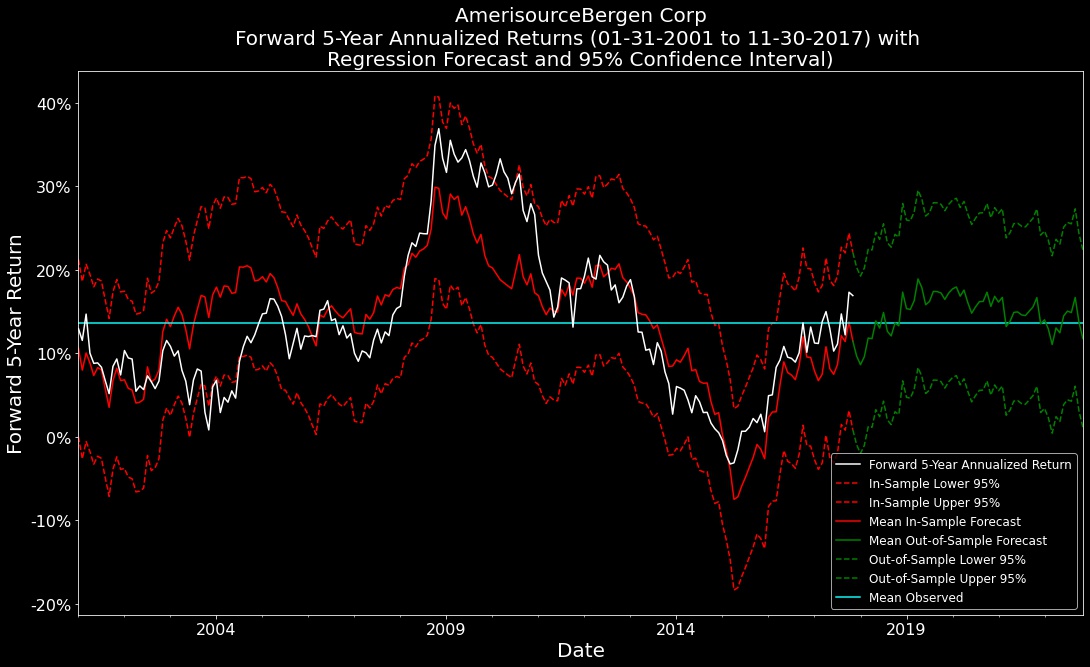 AmerisourceBergen Corp
Forward 5-Year Annualized Returns (01-31-2001 to 11-30-2017) with
Regression Forecast and 95% Confidence Interval)
Forward 5-Year Return
40%
30%
20%
10%
0%
-10%
-20%
Forward 5-Year Annualized Return
In-Sample Lower 95%
In-Sample Upper 95%
Mean In-Sample Forecast
Mean Out-of-Sample Forecast
Out-of-Sample Lower 95%
Out-of-Sample Upper 95%
Mean Observed
2004
2009
2014
2019
Date